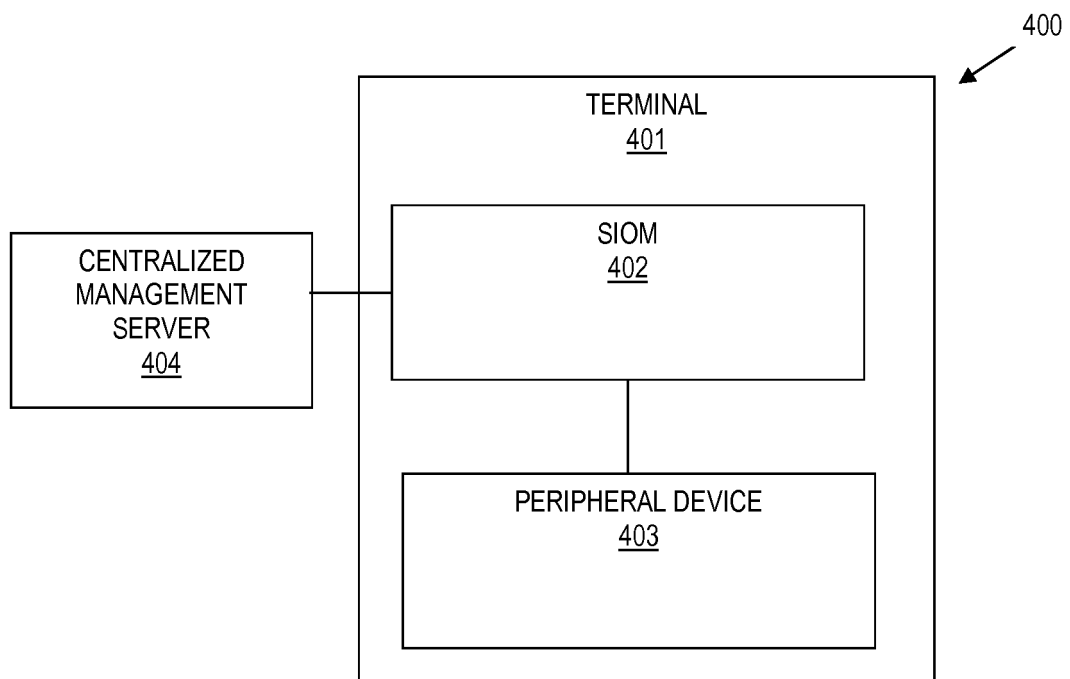 400
TERMINAL
401
SIOM
402
CENTRALIZED
MANAGEMENT
SERVER
404
PERIPHERAL DEVICE
403